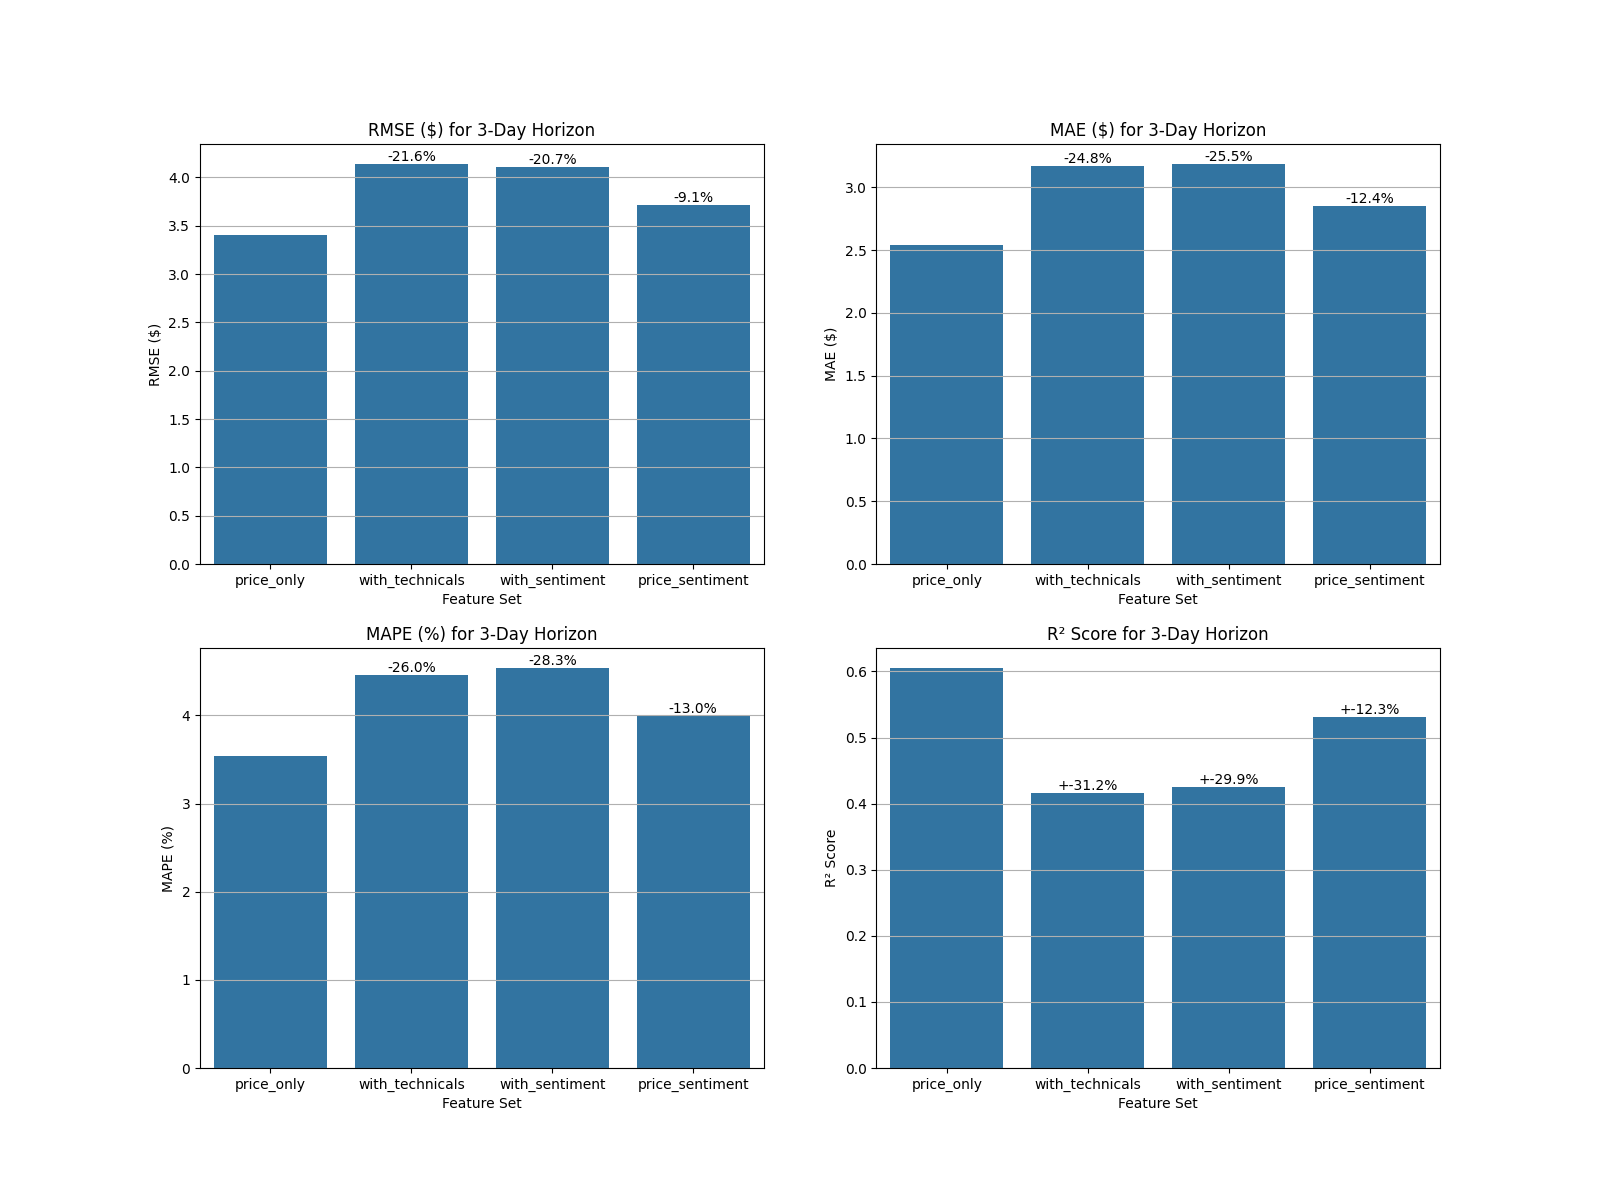 RMSE ($) for 3-Day Horizon
-21.6%
-20.7%
-9.1%
4.0
3.5
3.0
2.5
2.0
1.5
1.0
0.5
0.0
RMSE ($)
price_only with_technicals with_sentiment price_sentiment
Feature Set
MAE ($) for 3-Day Horizon
-24.8%
-25.5%
-12.4%
3.0
2.5
2.0
1.5
1.0
0.5
0.0
MAE ($)
price_only with_technicals with_sentiment price_sentiment
Feature Set
MAPE (%) for 3-Day Horizon
-26.0%
-28.3%
-13.0%
4
3
2
1
0
MAPE (%)
price_only with_technicals with_sentiment price_sentiment
Feature Set
R² Score for 3-Day Horizon
+-31.2%
+-29.9%
+-12.3%
0.6
0.5
0.4
0.3
0.2
0.1
0.0
R² Score
price_only with_technicals with_sentiment price_sentiment
Feature Set